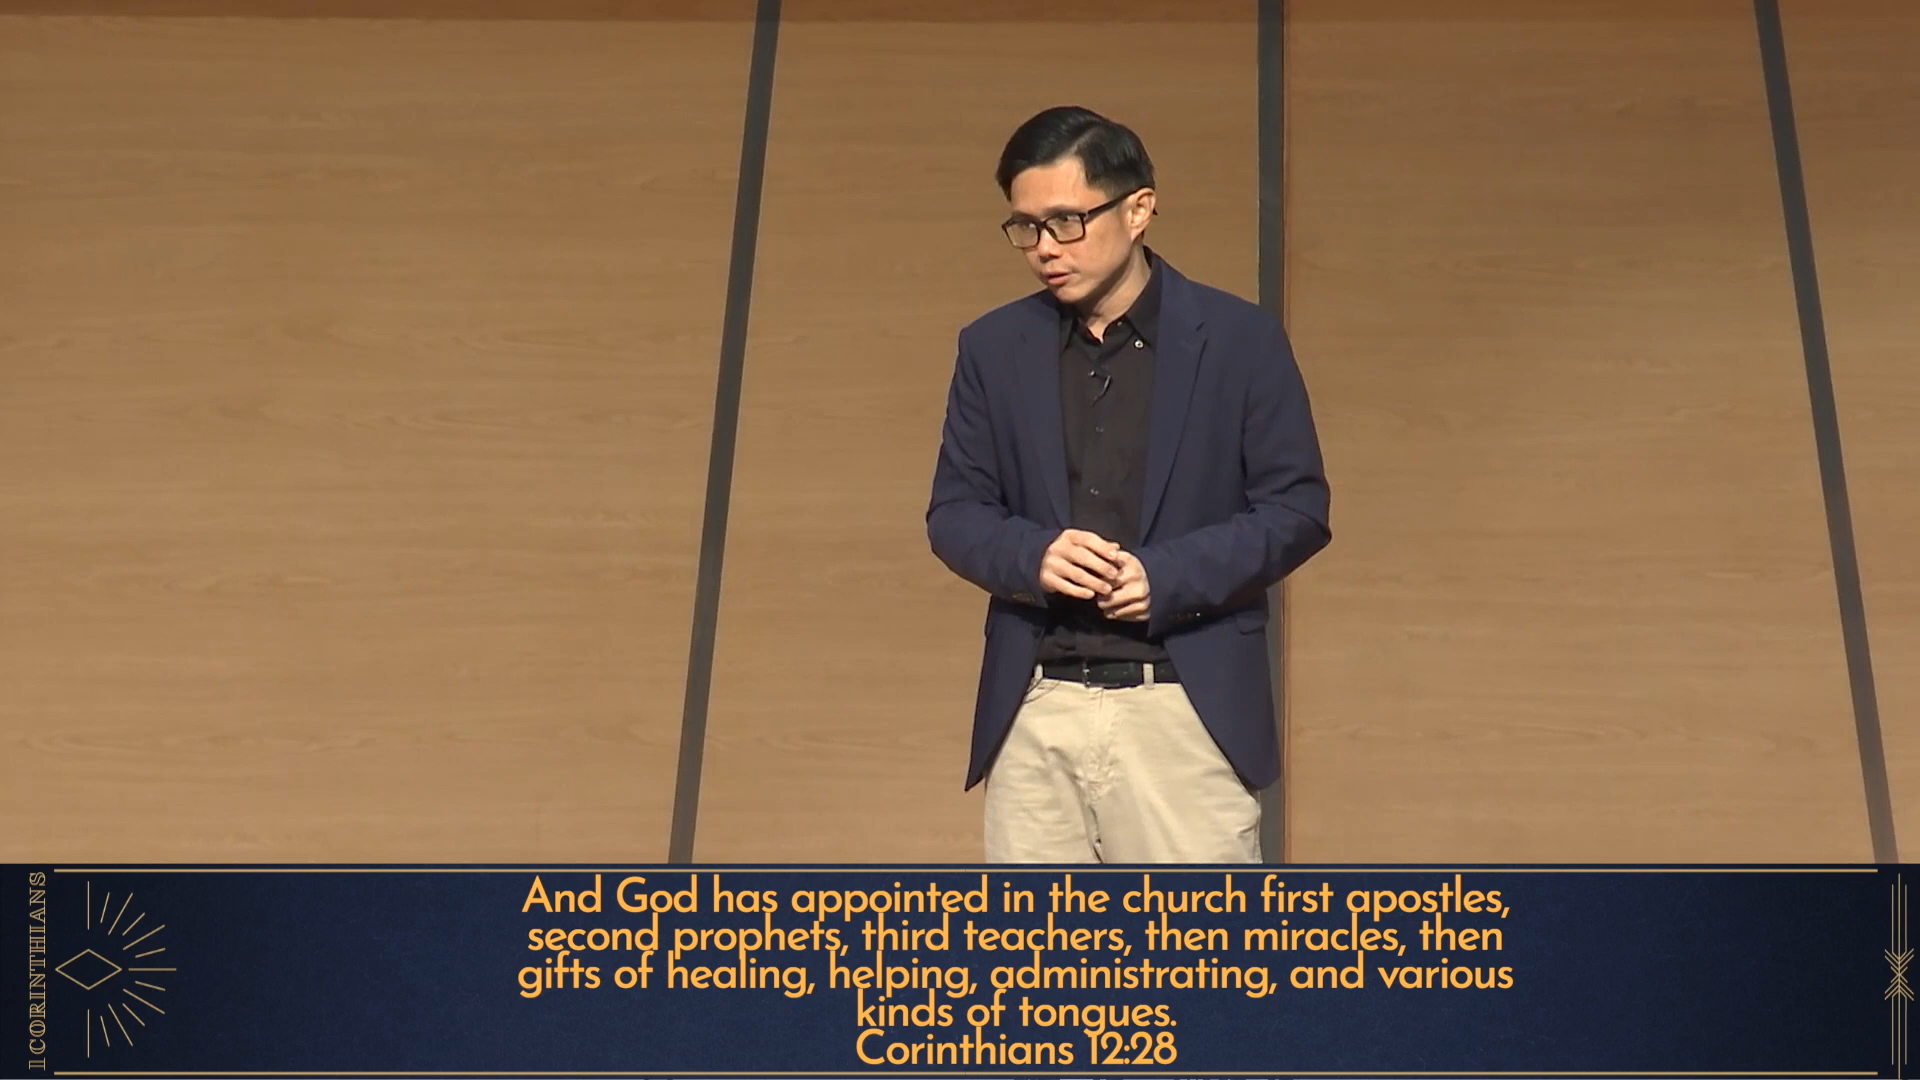 1 CORINTHIANS
And God has appointed in the church first apostles,
second prophets, third teachers, then miracles, then
gifts of healing, helping, administrating, and various
kinds of tongues.
Corinthians 12:28